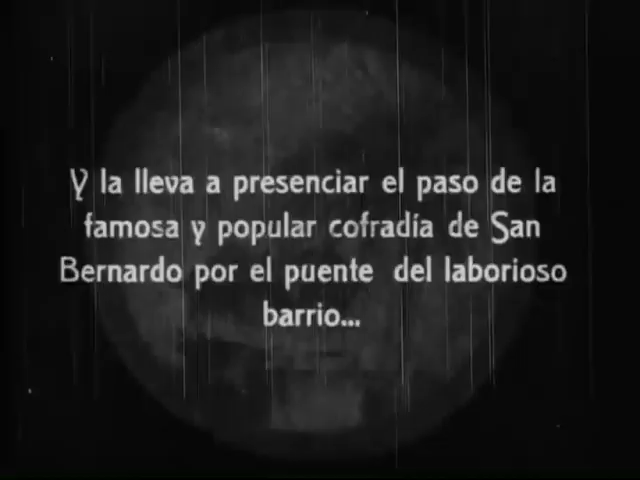 Y la lleva a presenciar el paso de la
famosa y popular cofradía de San
Bernardo por el puente del laborioso
barrio...